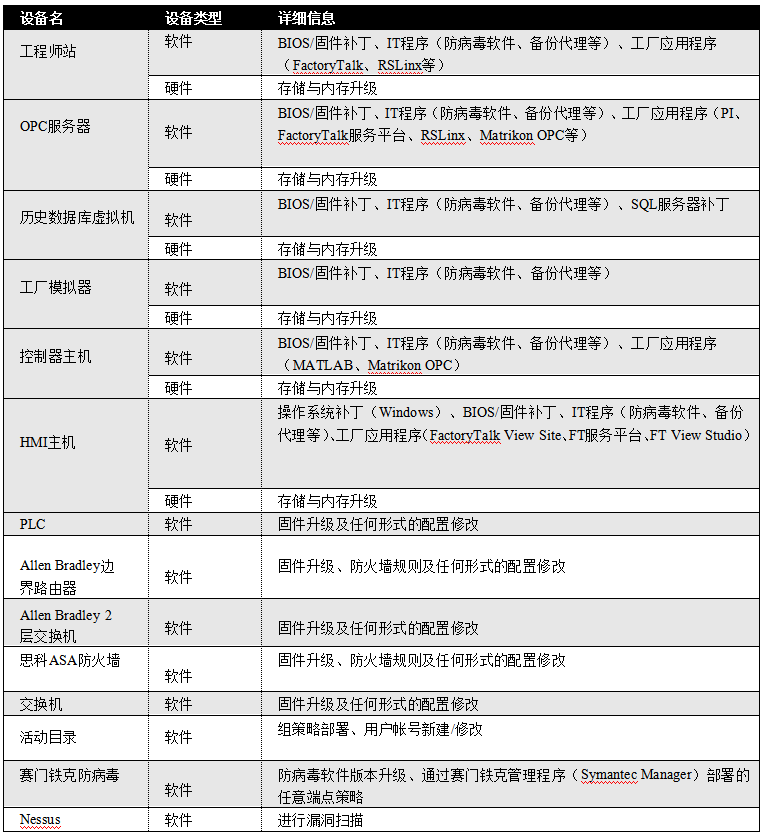 设备名 设备类型 详细信息
工程师站 软件 BIOS/固件补丁、IT程序（防病毒软件、备份代理等）、工厂应用程序
（FactoryTalk、RSLinx等）
硬件 存储与内存升级
OPC服务器 软件 BIOS/固件补丁、IT程序（防病毒软件、备份代理等）、工厂应用程序（PI、
FactoryTalk服务平台、RSLinx、Matrikon OPC等）
硬件 存储与内存升级
历史数据库虚拟机 软件 BIOS/固件补丁、IT程序（防病毒软件、备份代理等）、SQL服务器补丁
硬件 存储与内存升级
工厂模拟器 软件 BIOS/固件补丁、IT程序（防病毒软件、备份代理等）
硬件 存储与内存升级
控制器主机 软件 BIOS/固件补丁、IT程序（防病毒软件、备份代理等）、工厂应用程序
（MATLAB、Matrikon OPC）
硬件 存储与内存升级
HMI主机 软件 操作系统补丁（Windows）、BIOS/固件补丁、IT程序（防病毒软件、备份
代理等）、工厂应用程序（FactoryTalk View Site、FT服务平台、FT View Studio）
硬件 存储与内存升级
PLC 软件 固件升级及任何形式的配置修改
Allen Bradley边
界路由器 软件 固件升级、防火墙规则及任何形式的配置修改
Allen Bradley 2
层交换机 软件 固件升级及任何形式的配置修改
思科ASA防火墙 软件 固件升级、防火墙规则及任何形式的配置修改
交换机 软件 固件升级及任何形式的配置修改
活动目录 软件 组策略部署、用户帐号新建/修改
赛门铁克防病毒 软件 防病毒软件版本升级、通过赛门铁克管理程序（Symantec Manager）部署的
任意端点策略
Nessus 软件 进行漏洞扫描